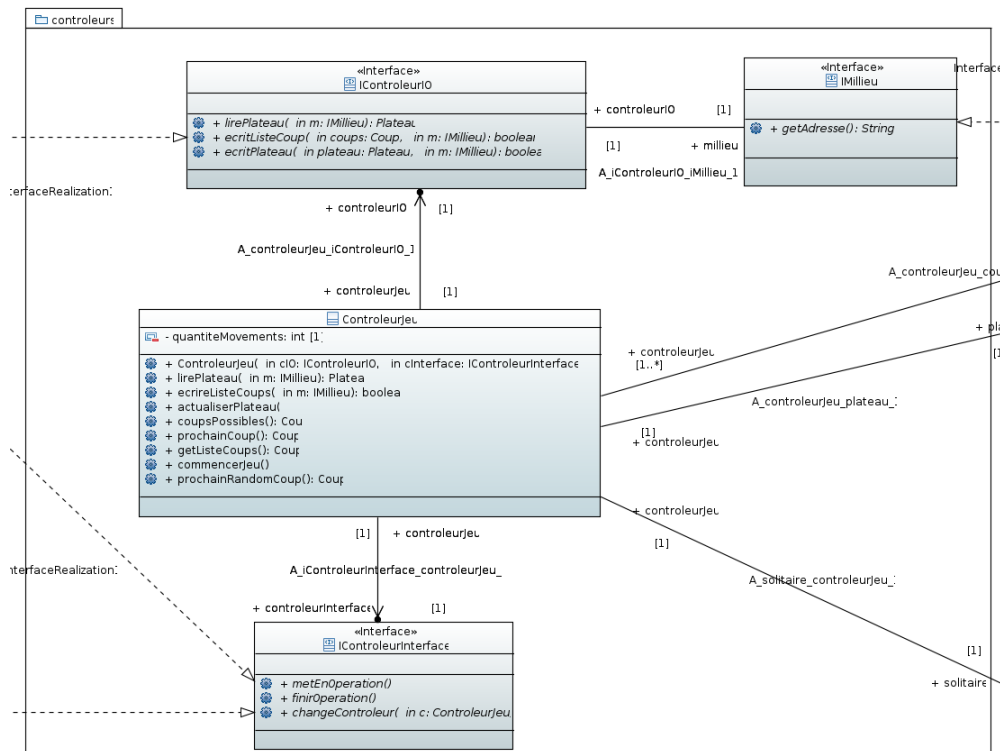 controleurs
«Interface»
IControleurIO
+ lirePlateau( in m: IMillieu): Plateau
+ ecritListeCoup( in coups: Coup, in m: IMillieu): boolean
+ ecritPlateau( in plateau: Plateau, in m: IMillieu): boolea
«Interface»
IMillieu
+ getAdresse(): String
Interface
+ controleurIO [1]
[1] + millieu
A_iControleurIO_iMillieu_1
terfaceRealization1
+ controleurIO [1]
A_controleurJeu_iControleurIO_1
+ controleurJeu [1]
A_controleurJeu_cou
+ pla
[1
ControleurJeu
- quantiteMovements: int [1]
+ ControleurJeu( in cIO: IControleurIO, in cInterface: IControleurInterface
+ lirePlateau( in m: IMillieu): Platea
+ ecrireListeCoups( in m: IMillieu): boolea
+ actualiserPlateau(
+ coupsPossibles(): Cou
+ prochainCoup(): Coup
+ getListeCoups(): Coup
+ commencerJeu()
+ prochainRandomCoup(): Coup
+ controleurJeu
[1..*]
A_controleurJeu_plateau_1
[1]
+ controleurJeu
+ controleurJeu
[1]
A_solitaire_controleurJeu_1
[1]
+ solitaire
[1] + controleurJeu
nterfaceRealization1
A_iControleurInterface_controleurJeu_
+ controleurInterface [1]
«Interface»
IControleurInterface
+ metEnOperation()
+ finirOperation()
+ changeControleur( in c: ControleurJeu